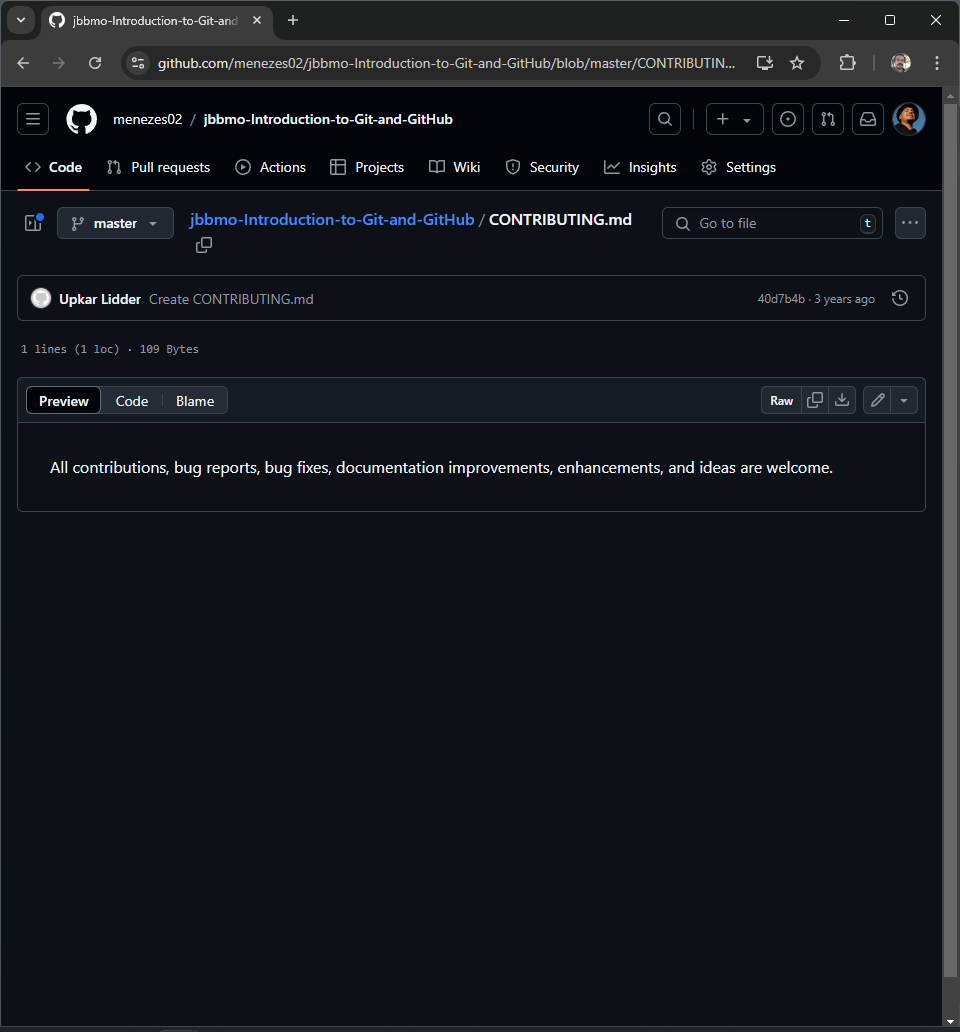 jbbmo-Introduction-to-Git-and
github.com/menezes02/jbbmo-Introduction-to-Git-and-GitHub/blob/master/CONTRIBUTIN...
menezes02 / jbbmo-Introduction-to-Git-and-GitHub
Code Pull requests Actions Projects Wiki Security Insights Settings
master jbbmo-Introduction-to-Git-and-GitHub / CONTRIBUTING.md Go to file t
Upkar Lidder Create CONTRIBUTING.md 40d7b4b · 3 years ago
1 lines (1 loc) · 109 Bytes
Preview Code Blame Raw
All contributions, bug reports, bug fixes, documentation improvements, enhancements, and ideas are welcome.